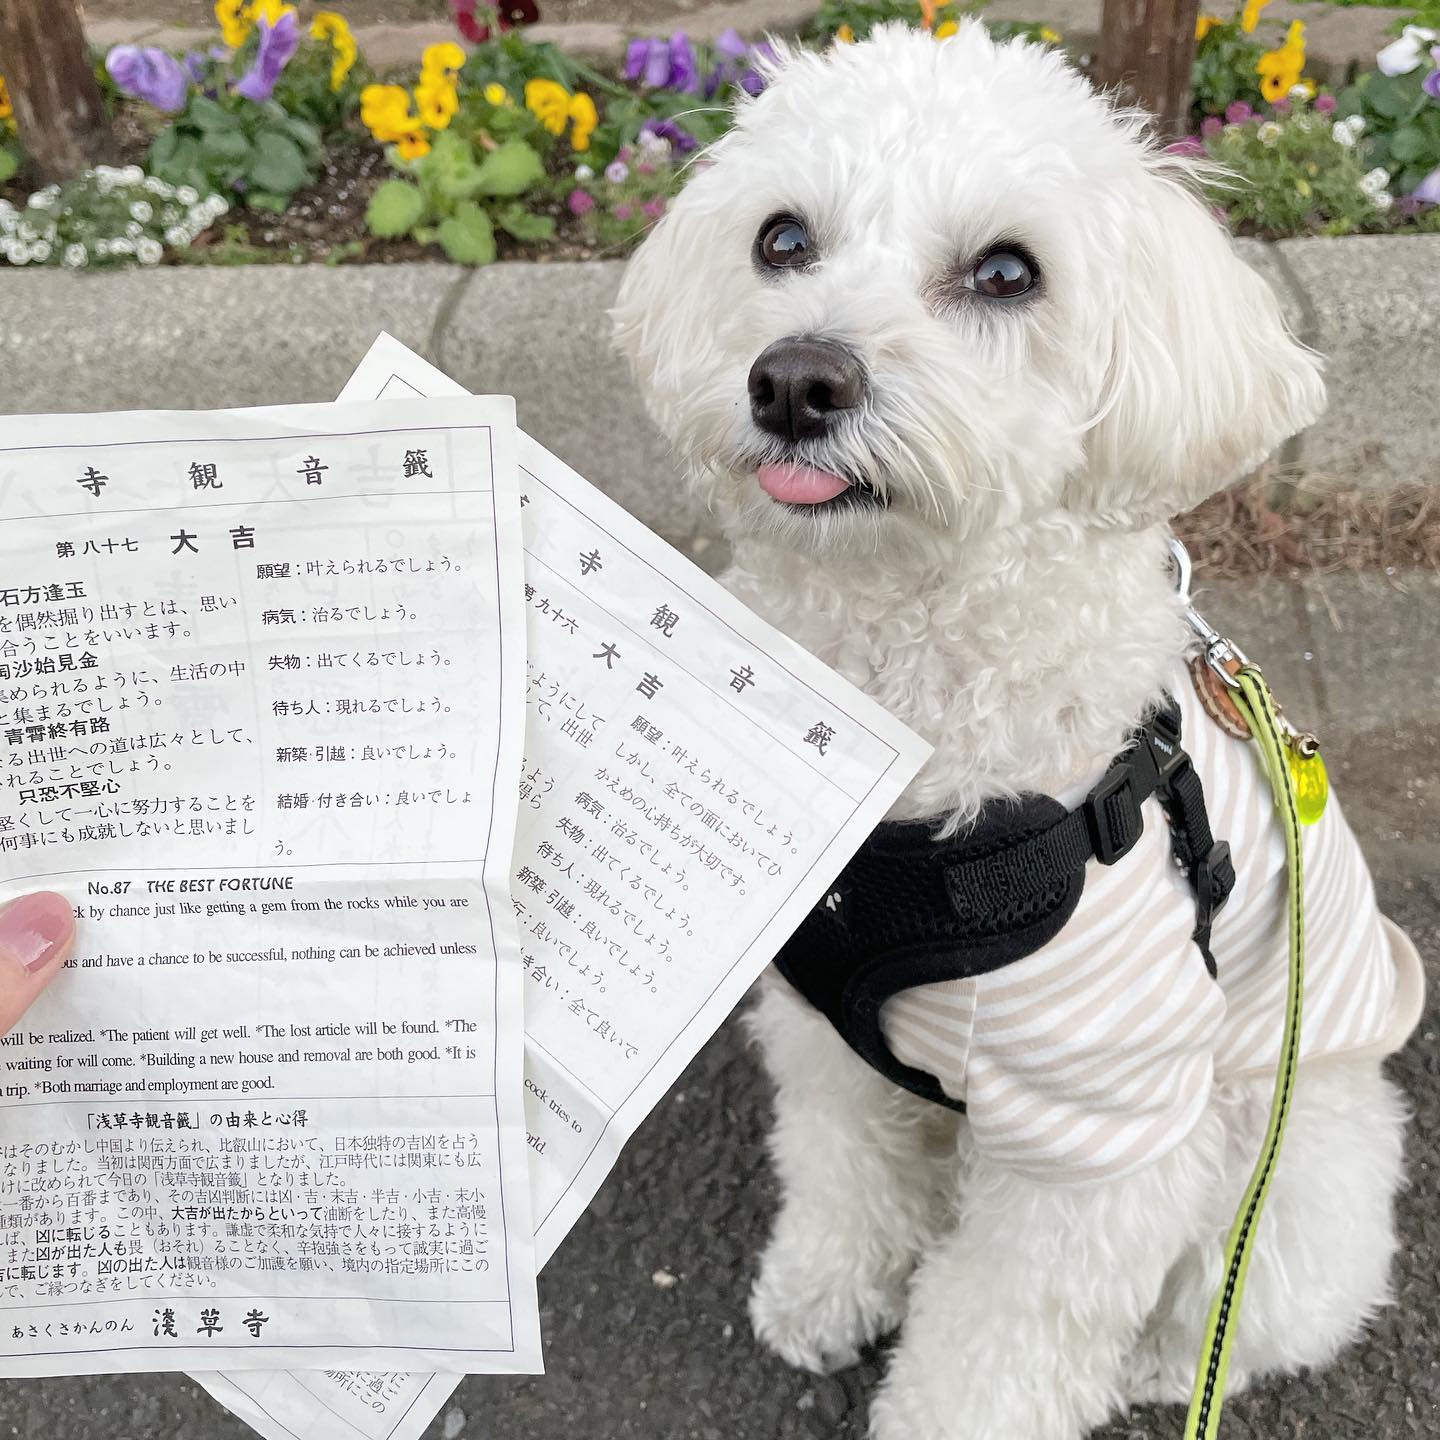 寺観音籤
第八十七 大吉
石方逢玉
を偶然掘り出すとは、思い
合うことをいいます。
淘沙始見金
集められるように、生活の中
と集まるでしょう。
青霄終有路
る出世への道は広々として、
れることでしょう。
只恐不堅心
堅くして一心に努力することを
何事にも成就しないと思いまし
願望：叶えられるでしょう。
病気：治るでしょう。
失物：出てくるでしょう。
待ち人：現れるでしょう。
新築·引越：良いでしょう。
結婚·付き合い：良いでしょ
う。
No.87 THE BEST FORTUNE
by chance just like getting a gem from the rocks while you are
and have a chance to be successful, nothing can be achieved unless
will be realized. *The patient will get well. *The lost article will be found. *The
waiting for will come. *Building a new house and removal are both good. *It is
trip. *Both marriage and employment are good.
「浅草寺観音籤」の由来と心得
はそのむかし中国より伝えられ、比叡山において、日本独特の吉凶を占う
なりました。当初は関西方面で広まりましたが、江戸時代には関東にも広
けに改められて今日の「浅草寺観音籤」となりました。
一番から百番まであり、その吉凶判断には凶·吉·末吉·半吉·小吉·末小
種類があります。この中、大吉が出たからといって油断をしたり、また高慢
れば、凶に転じることもあります。謙虚で柔和な気持で人々に接するように
また凶が出た人も畏（おそれ）ることなく、辛抱強さをもって誠実に過ご
吉に転じます。凶の出た人は観音様のご加護を願い、境内の指定場所にこの
んで、ご縁つなぎをしてください。
あさくさかんのん 淺草寺
寺観音籤
第九十六 大吉
じようにして
て、出世
るよう
得ら
願望：叶えられるでしょう。
しかし、全ての面においてひ
かえめの心持ちが大切です。
病気：治るでしょう。
失物：出てくるでしょう。
待ち人：現れるでしょう。
新築·引越：良いでしょう。
行：良いでしょう。
き合い：全て良いで
cock tries to
orld.
に過ご
場所にこの